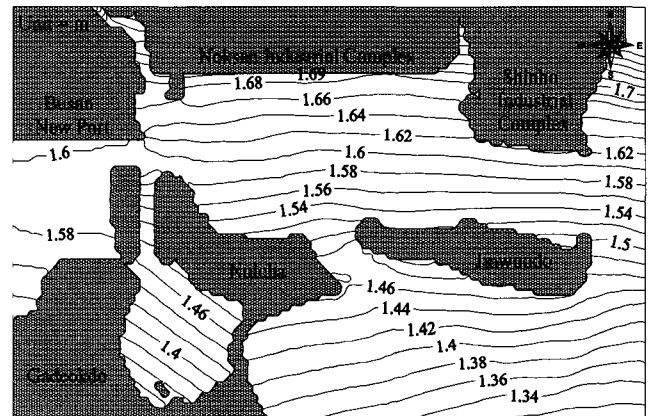 Unit = m
N
W E
S
Noksan Industrial Complex
1.69
1.68
1.7
Shinho
Industrial
Complex
Busan
New Port
1.66
1.64
1.62
1.62
1.6
1.6
1.58
1.58
1.56
1.54
1.54
1.58
1.5
1.46
1.46
1.44
1.42
1.4
1.4
1.38
1.36
1.34
Gadeokdo